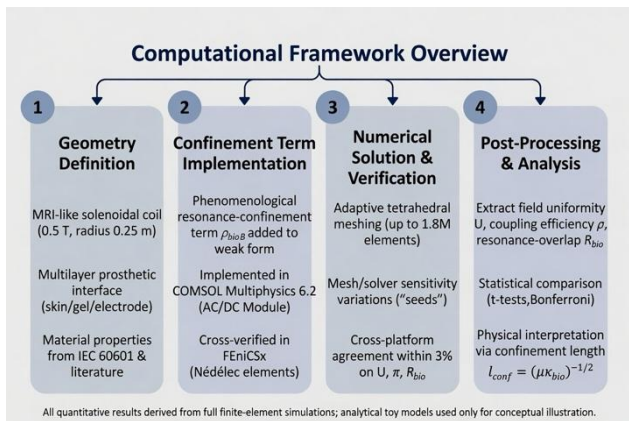 Computational Framework Overview
1
Geometry
Definition
MRI-like solenoidal coil
(0.5 T, radius 0.25 m)
Multilayer prosthetic
interface
(skin/gel/electrode)
Material properties
from IEC 60601 &
literature
2
Confinement Term
Implementation
Phenomenological
resonance-confinement
term ρ_bioB added to
weak form
Implemented in
COMSOL Multiphysics 6.2
(AC/DC Module)
Cross-verified in
FEniCSx
(Nédélec elements)
3
Numerical
Solution &
Verification
Adaptive tetrahedral
meshing (up to 1.8M
elements)
Mesh/solver sensitivity
variations (“seeds”)
Cross-platform
agreement within 3%
on U, π, R_bio
4
Post-Processing
& Analysis
Extract field uniformity
U, coupling efficiency ρ,
resonance-overlap R_bio
Statistical comparison
(t-tests,Bonferroni)
Physical interpretation
via confinement length
l_conf = (μκ_bio)^−1/2
All quantitative results derived from full finite-element simulations; analytical toy models used only for conceptual illustration.